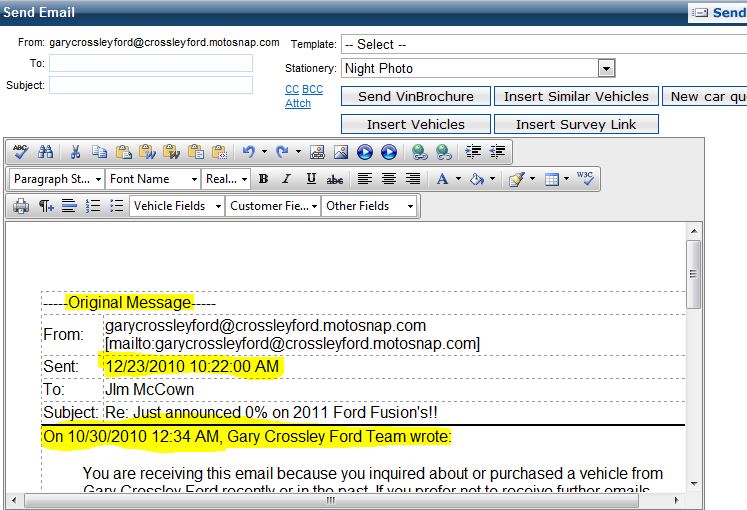 Send Email
Send
From: garycrossleyford@crossleyford.motosnap.com
Template: -- Select --
To:
Stationery: Night Photo
Subject:
CC BCC
Attch
Send VinBrochure Insert Similar Vehicles New car qu
Insert Vehicles Insert Survey Link
ABC W W W3C
Paragraph St... Font Name Real... B I U abc A
Vehicle Fields Customer Fie... Other Fields
-----Original Message-----
From: garycrossleyford@crossleyford.motosnap.com
[mailto:garycrossleyford@crossleyford.motosnap.com]
Sent: 12/23/2010 10:22:00 AM
To: JIm McCown
Subject: Re: Just announced 0% on 2011 Ford Fusion's!!
On 10/30/2010 12:34 AM, Gary Crossley Ford Team wrote:
You are receiving this email because you inquired about or purchased a vehicle from
Gary Crossley Ford recently or in the past. If you prefer not to receive further emails